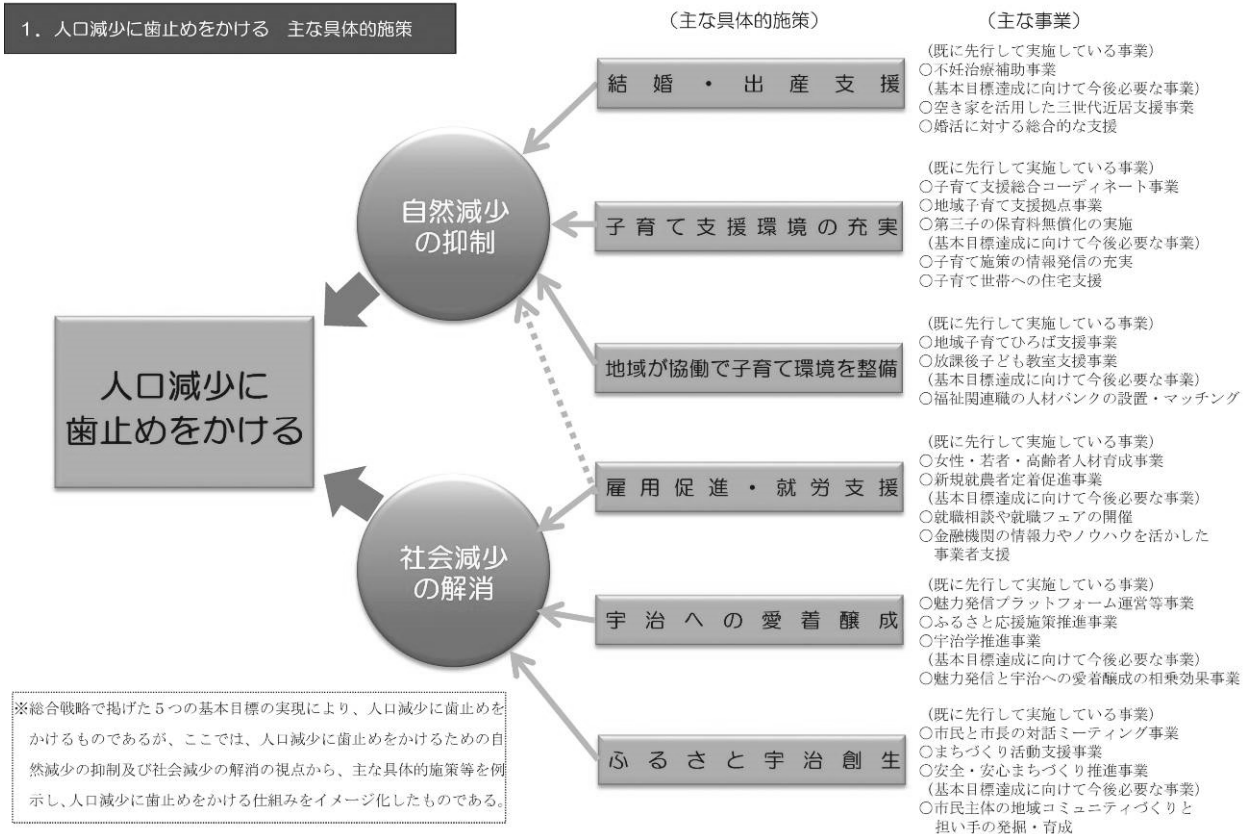 1．人口減少に歯止めをかける　主な具体的施策
（主な具体的施策）
（主な事業）
結婚・出産支援
（既に先行して実施している事業）
○不妊治療補助事業
（基本目標達成に向けて今後必要な事業）
○空き家を活用した三世代近居支援事業
○婚活に対する総合的な支援
自然減少
の抑制
子育て支援環境の充実
（既に先行して実施している事業）
○子育て支援総合コーディネート事業
○地域子育て支援拠点事業
○第三子の保育料無償化の実施
（基本目標達成に向けて今後必要な事業）
○子育て施策の情報発信の充実
○子育て世帯への住宅支援
地域が協働で子育て環境を整備
（既に先行して実施している事業）
○地域子育てひろば支援事業
○放課後子ども教室支援事業
（基本目標達成に向けて今後必要な事業）
○福祉関連職の人材バンクの設置・マッチング
人口減少に
歯止めをかける
雇用促進・就労支援
（既に先行して実施している事業）
○女性・若者・高齢者人材育成事業
○新規就農者定着促進事業
（基本目標達成に向けて今後必要な事業）
○就職相談や就職フェアの開催
○金融機関の情報力やノウハウを活かした
事業者支援
社会減少
の解消
宇治への愛着醸成
（既に先行して実施している事業）
○魅力発信プラットフォーム運営等事業
○ふるさと応援施策推進事業
○宇治学推進事業
（基本目標達成に向けて今後必要な事業）
○魅力発信と宇治への愛着醸成の相乗効果事業
ふるさと宇治創生
（既に先行して実施している事業）
○市民と市長の対話ミーティング事業
○まちづくり活動支援事業
○安全・安心まちづくり推進事業
（基本目標達成に向けて今後必要な事業）
○市民主体の地域コミュニティづくりと
担い手の発掘・育成
※総合戦略で掲げた５つの基本目標の実現により、人口減少に歯止めを
かけるものであるが、ここでは、人口減少に歯止めをかけるための自
然減少の抑制及び社会減少の解消の視点から、主な具体的施策等を例
示し、人口減少に歯止めをかける仕組みをイメージ化したものである。